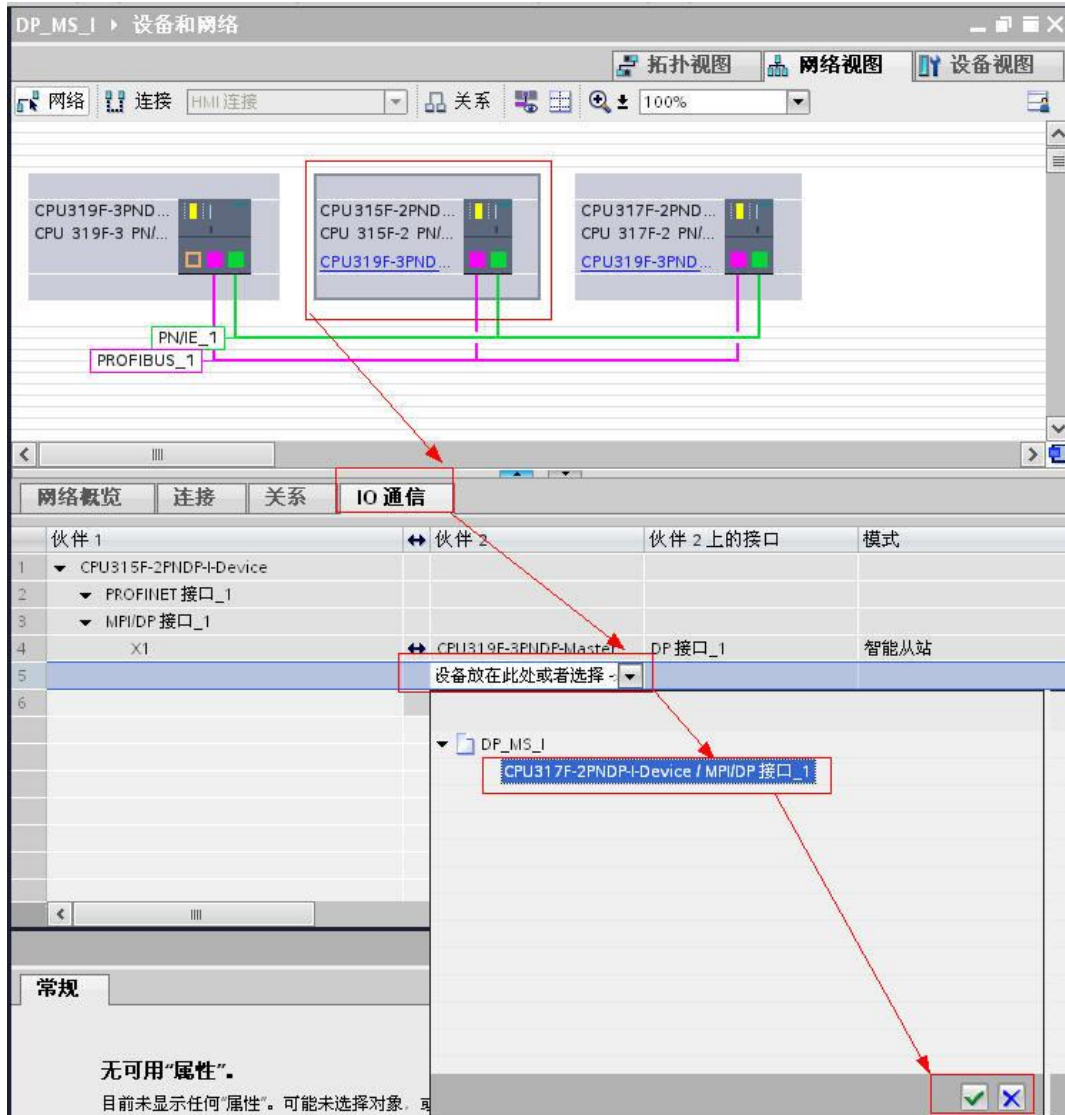 DP_MS_I ▸ 设备和网络
拓扑视图 网络视图 设备视图
网络 连接 HMI 连接 关系 100%
CPU319F-3PND...
CPU 319F-3 PN/...
CPU315F-2PND...
CPU 315F-2 PN/...
CPU319F-3PND...
CPU317F-2PND...
CPU 317F-2 PN/...
CPU319F-3PND...
PN/IE_1
PROFIBUS_1
网络概览 连接 关系 IO 通信
伙伴 1 伙伴 2 伙伴 2 上的接口 模式
1 CPU315F-2PNDP-I-Device
2 PROFINET 接口_1
3 MPI/DP 接口_1
4 X1 CPU319F-3PNDP-Master DP 接口_1 智能从站
5 设备放在此处或者选择
6
DP_MS_I
CPU317F-2PNDP-I-Device / MPI/DP 接口_1
常规
无可用“属性”。
目前未显示任何“属性”。可能未选择对象，或